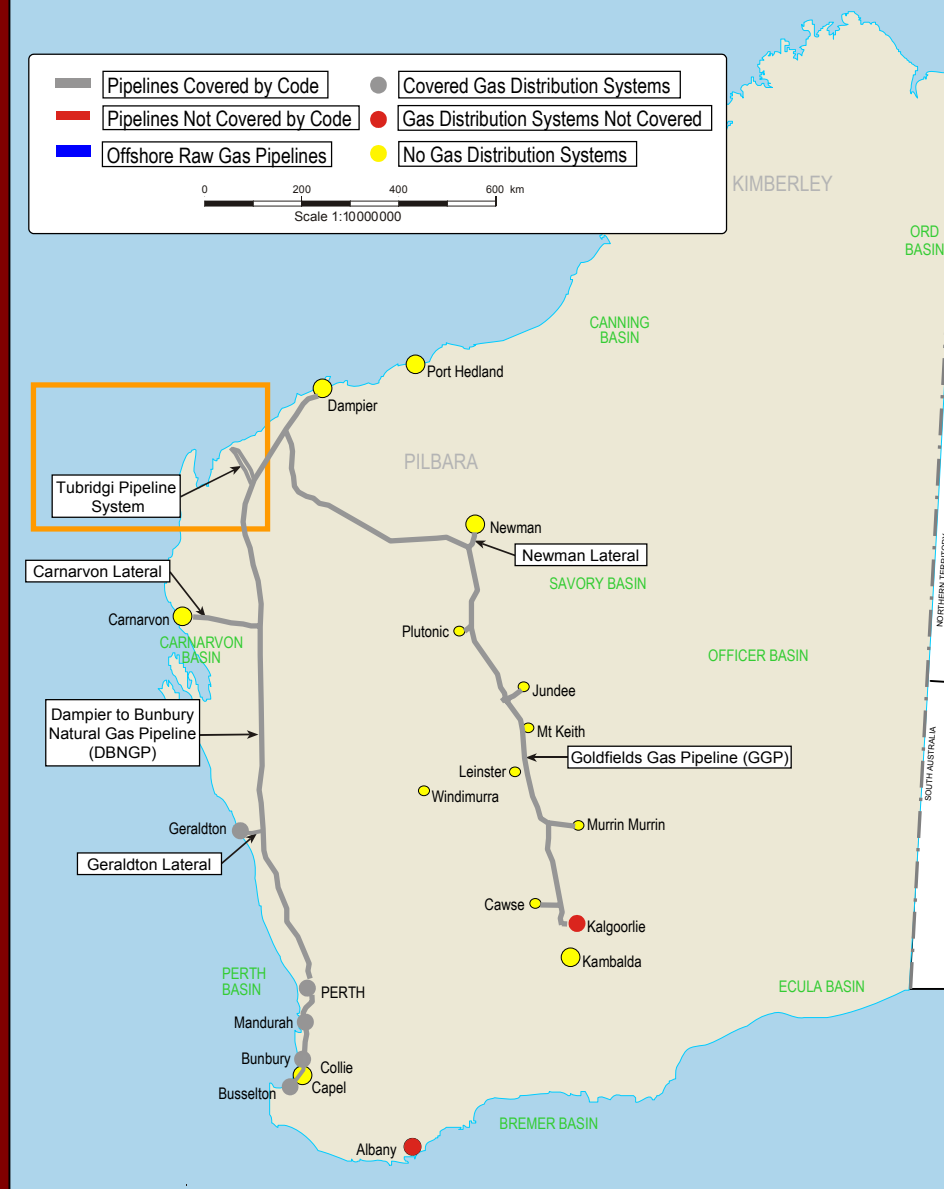 Pipelines Covered by Code
Covered Gas Distribution Systems
Pipelines Not Covered by Code
Gas Distribution Systems Not Covered
Offshore Raw Gas Pipelines
No Gas Distribution Systems
0 200 400 600 km
Scale 1:10000000
KIMBERLEY
ORD
BASIN
CANNING
BASIN
Port Hedland
Dampier
PILBARA
Tubridgi Pipeline
System
Newman
Newman Lateral
NORTHERN TERRITORY
Carnarvon Lateral
SAVORY BASIN
Carnarvon
Plutonic
CARNARVON
BASIN
OFFICER BASIN
Jundee
Dampier to Bunbury
Natural Gas Pipeline
(DBNGP)
Mt Keith
SOUTH AUSTRALIA
Goldfields Gas Pipeline (GGP)
Leinster
Windimurra
Geraldton
Murrin Murrin
Geraldton Lateral
Cawse
Kalgoorlie
Kambalda
PERTH
BASIN
PERTH
ECULA BASIN
Mandurah
Bunbury
Collie
Capel
Busselton
BREMER BASIN
Albany